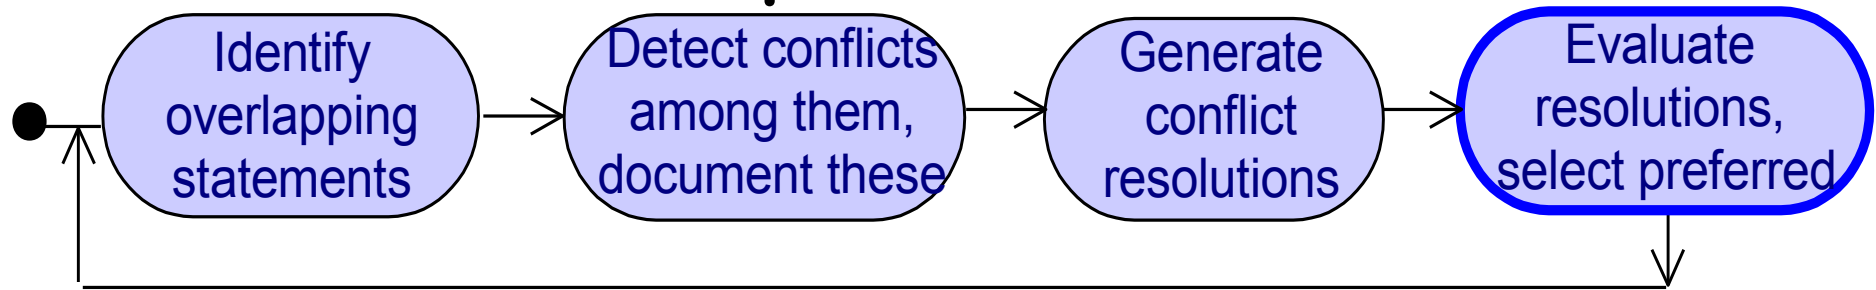 Identify
overlapping
statements
Detect conflicts
among them,
document these
Generate
conflict
resolutions
Evaluate
resolutions,
select preferred